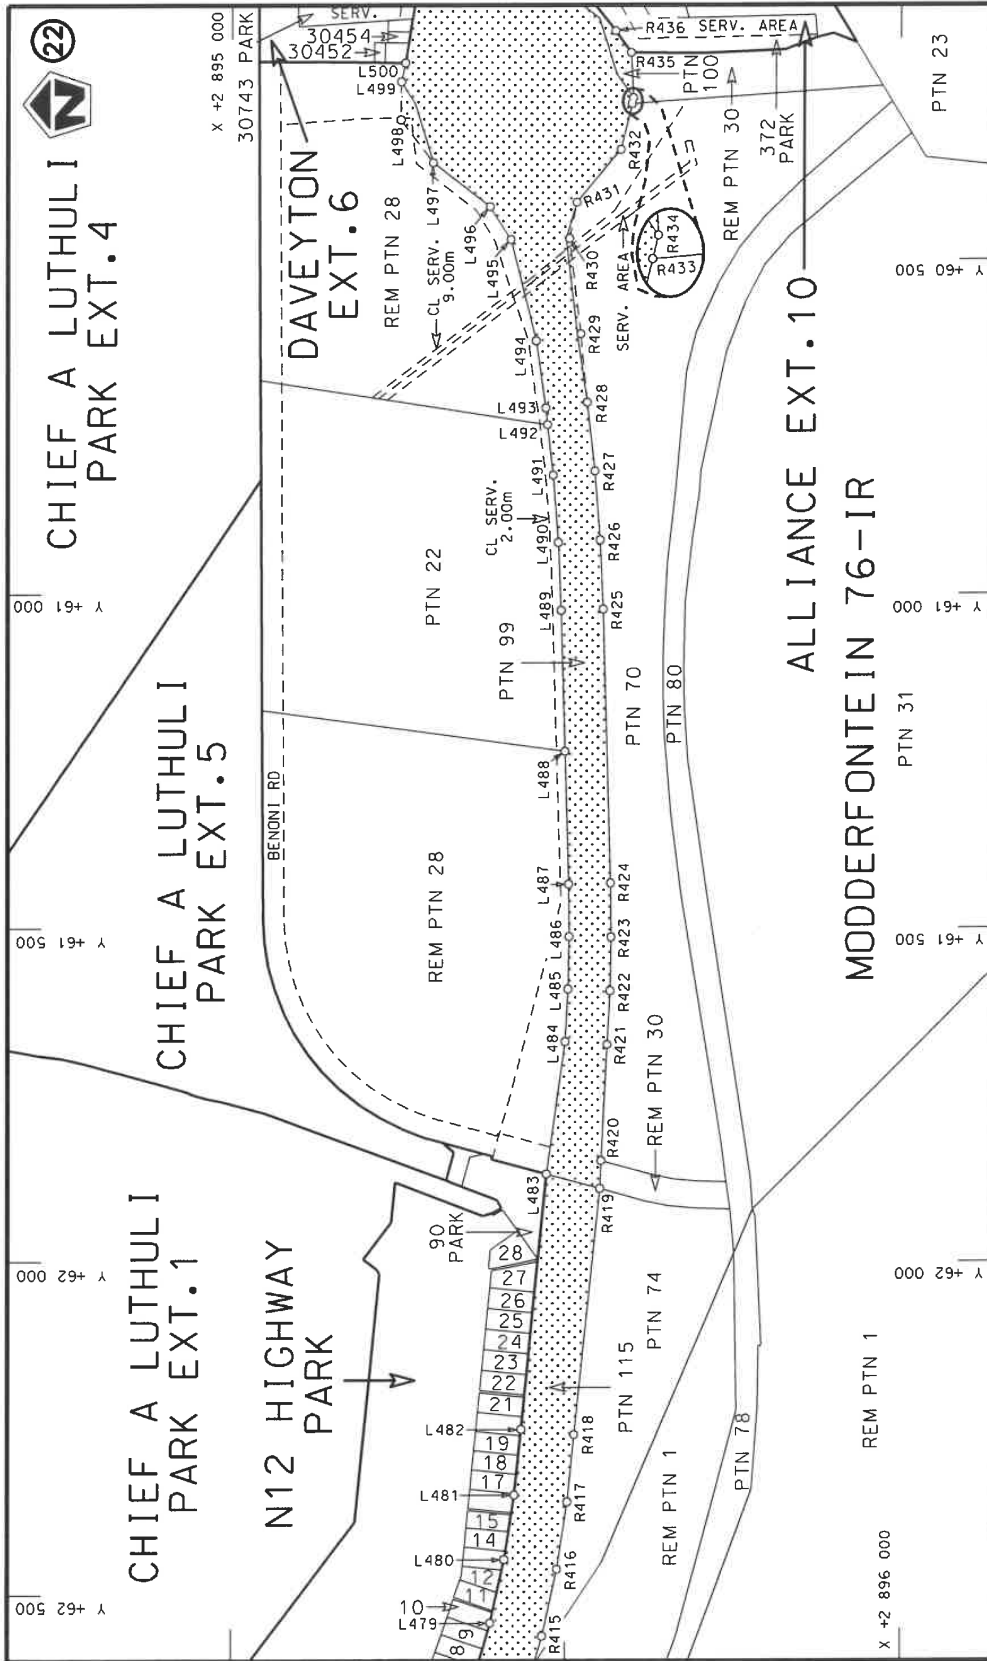 22
N
CHIEF A LUTHULI
PARK EXT.4
CHIEF A LUTHULI
PARK EXT.5
CHIEF A LUTHULI
PARK EXT.1
N12 HIGHWAY
PARK
DAVEYTON
EXT.6
ALLIANCE EXT.10
MODDERFONTEIN 76-IR
X +2 895 000
X +2 896 000
Y +62 500
Y +62 000
Y +61 500
Y +61 000
Y +62 000
Y +61 500
Y +61 000
Y +60 500
30743 PARK
30452
30454
SERV.
BENONI RD
REM PTN 28
PTN 22
REM PTN 28
CL SERV.
9.00m
CL SERV.
2.00m
PTN 99
PTN 70
PTN 80
PTN 31
PTN 23
PTN 100
REM PTN 30
372
PARK
SERV. AREA
SERV. AREA
REM PTN 30
PTN 74
PTN 115
REM PTN 1
PTN 78
REM PTN 1
90
PARK
8
9
10
11
12
14
15
17
18
19
21
22
23
24
25
26
27
28
L479
L480
L481
L482
L483
L484
L485
L486
L487
L488
L489
L490
L491
L492
L493
L494
L495
L496
L497
L498
L499
L500
R415
R416
R417
R418
R419
R420
R421
R422
R423
R424
R425
R426
R427
R428
R429
R430
R431
R432
R433
R434
R435
R436